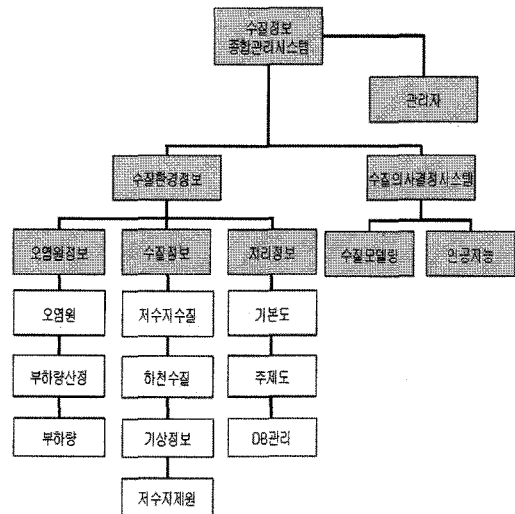 수질정보
종합관리시스템
관리자
수질환경정보
수질의사결정시스템
오염원정보
수질정보
지리정보
수질모델링
인공지능
오염원
저수지수질
기본도
부하량산정
하천수질
주제도
부하량
기상정보
DB관리
저수지제원